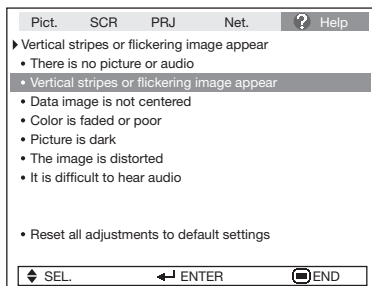 Pict. SCR PRJ Net. ? Help
Vertical stripes or flickering image appear
• There is no picture or audio
• Vertical stripes or flickering image appear
• Data image is not centered
• Color is faded or poor
• Picture is dark
• The image is distorted
• It is difficult to hear audio
• Reset all adjustments to default settings
SEL. ENTER END